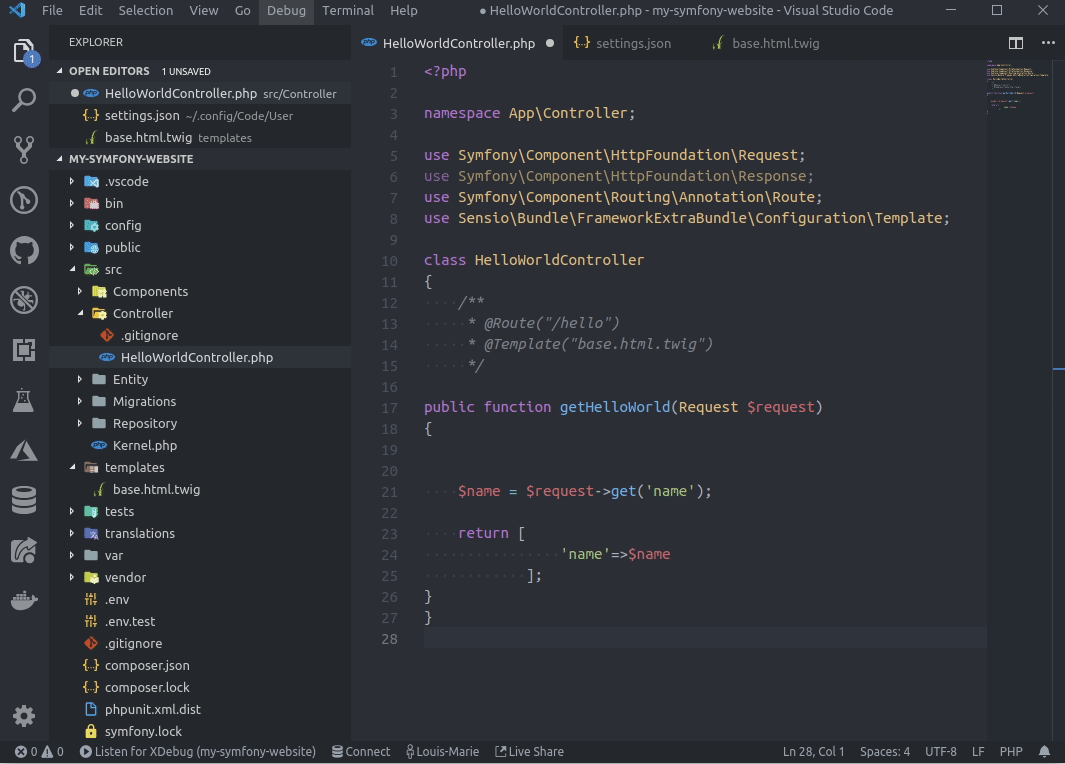 File Edit Selection View Go Debug Terminal Help ● HelloWorldController.php - my-symfony-website - Visual Studio Code
EXPLORER
1
OPEN EDITORS 1 UNSAVED
HelloWorldController.php src/Controller
{..} settings.json ~/.config/Code/User
base.html.twig templates
MY-SYMFONY-WEBSITE
.vscode
bin
config
public
src
Components
Controller
.gitignore
php HelloWorldController.php
Entity
Migrations
Repository
php Kernel.php
templates
base.html.twig
tests
translations
var
vendor
.env
.env.test
.gitignore
{..} composer.json
{..} composer.lock
phpunit.xml.dist
symfony.lock
php HelloWorldController.php ● {..} settings.json base.html.twig
1 <?php
2
3 namespace App\Controller;
4
5 use Symfony\Component\HttpFoundation\Request;
6 use Symfony\Component\HttpFoundation\Response;
7 use Symfony\Component\Routing\Annotation\Route;
8 use Sensio\Bundle\FrameworkExtraBundle\Configuration\Template;
9
10 class HelloWorldController
11 {
12 ····/**
13 ·····* @Route("/hello")
14 ·····* @Template("base.html.twig")
15 ·····*/
16
17 public function getHelloWorld(Request $request)
18 {
19
20
21 ····$name = $request->get('name');
22
23 ····return [
24 ················'name'=>$name
25 ············];
26 }
27 }
28
0 0 Listen for XDebug (my-symfony-website) Connect Louis-Marie Live Share Ln 28, Col 1 Spaces: 4 UTF-8 LF PHP